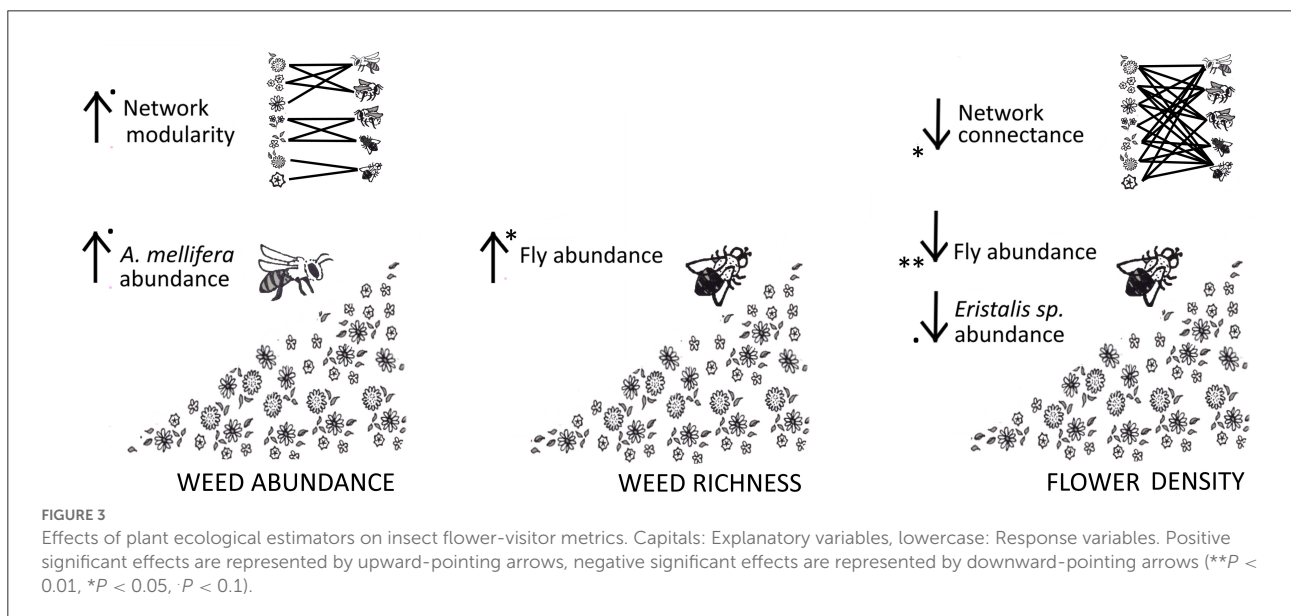 ↑· Network
modularity
↑· A. mellifera
abundance
WEED ABUNDANCE
↑* Fly abundance
WEED RICHNESS
↓ Network
* connectance
↓ Fly abundance
**
↓ Eristalis sp.
· abundance
FLOWER DENSITY
FIGURE 3
Effects of plant ecological estimators on insect flower-visitor metrics. Capitals: Explanatory variables, lowercase: Response variables. Positive
significant effects are represented by upward-pointing arrows, negative significant effects are represented by downward-pointing arrows (**P <
0.01, *P < 0.05, ·P < 0.1).